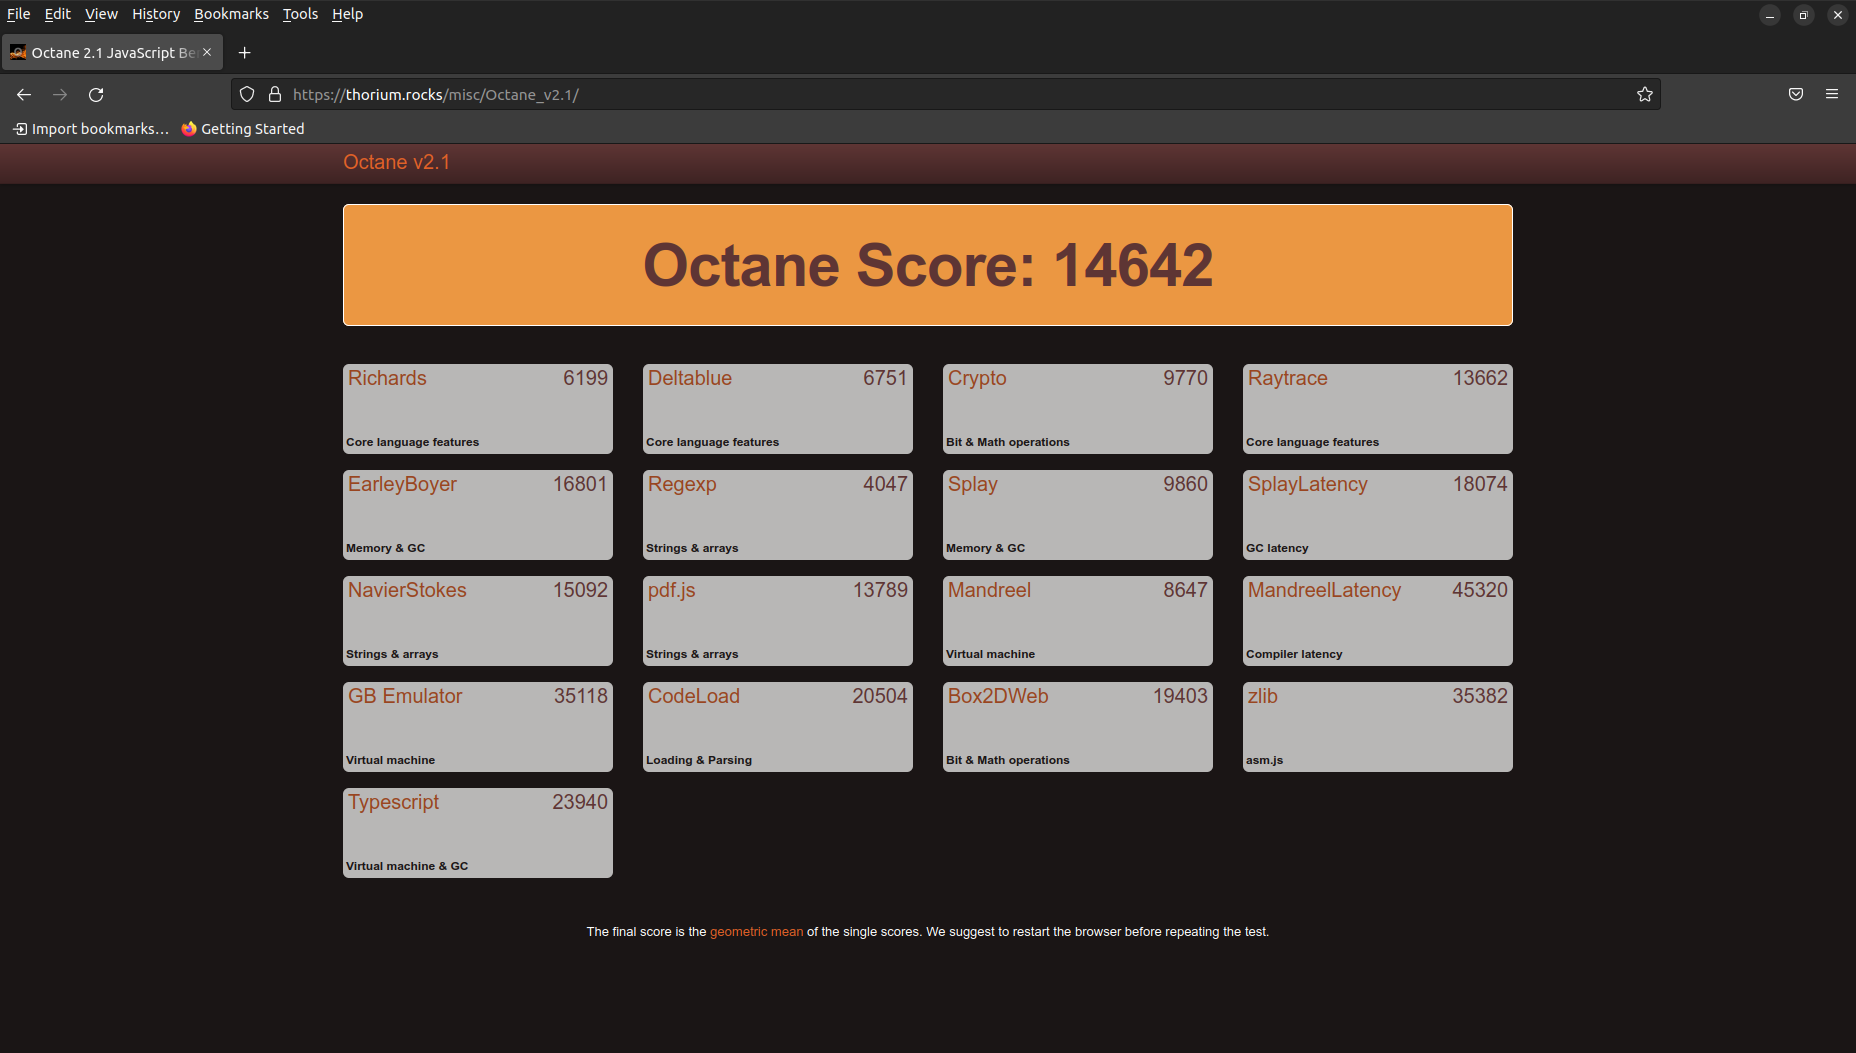 File Edit View History Bookmarks Tools Help
Octane 2.1 JavaScript Be
https://thorium.rocks/misc/Octane_v2.1/
Import bookmarks… Getting Started
Octane v2.1
Octane Score: 14642
Richards 6199
Core language features
Deltablue 6751
Core language features
Crypto 9770
Bit & Math operations
Raytrace 13662
Core language features
EarleyBoyer 16801
Memory & GC
Regexp 4047
Strings & arrays
Splay 9860
Memory & GC
SplayLatency 18074
GC latency
NavierStokes 15092
Strings & arrays
pdf.js 13789
Strings & arrays
Mandreel 8647
Virtual machine
MandreelLatency 45320
Compiler latency
GB Emulator 35118
Virtual machine
CodeLoad 20504
Loading & Parsing
Box2DWeb 19403
Bit & Math operations
zlib 35382
asm.js
Typescript 23940
Virtual machine & GC
The final score is the geometric mean of the single scores. We suggest to restart the browser before repeating the test.